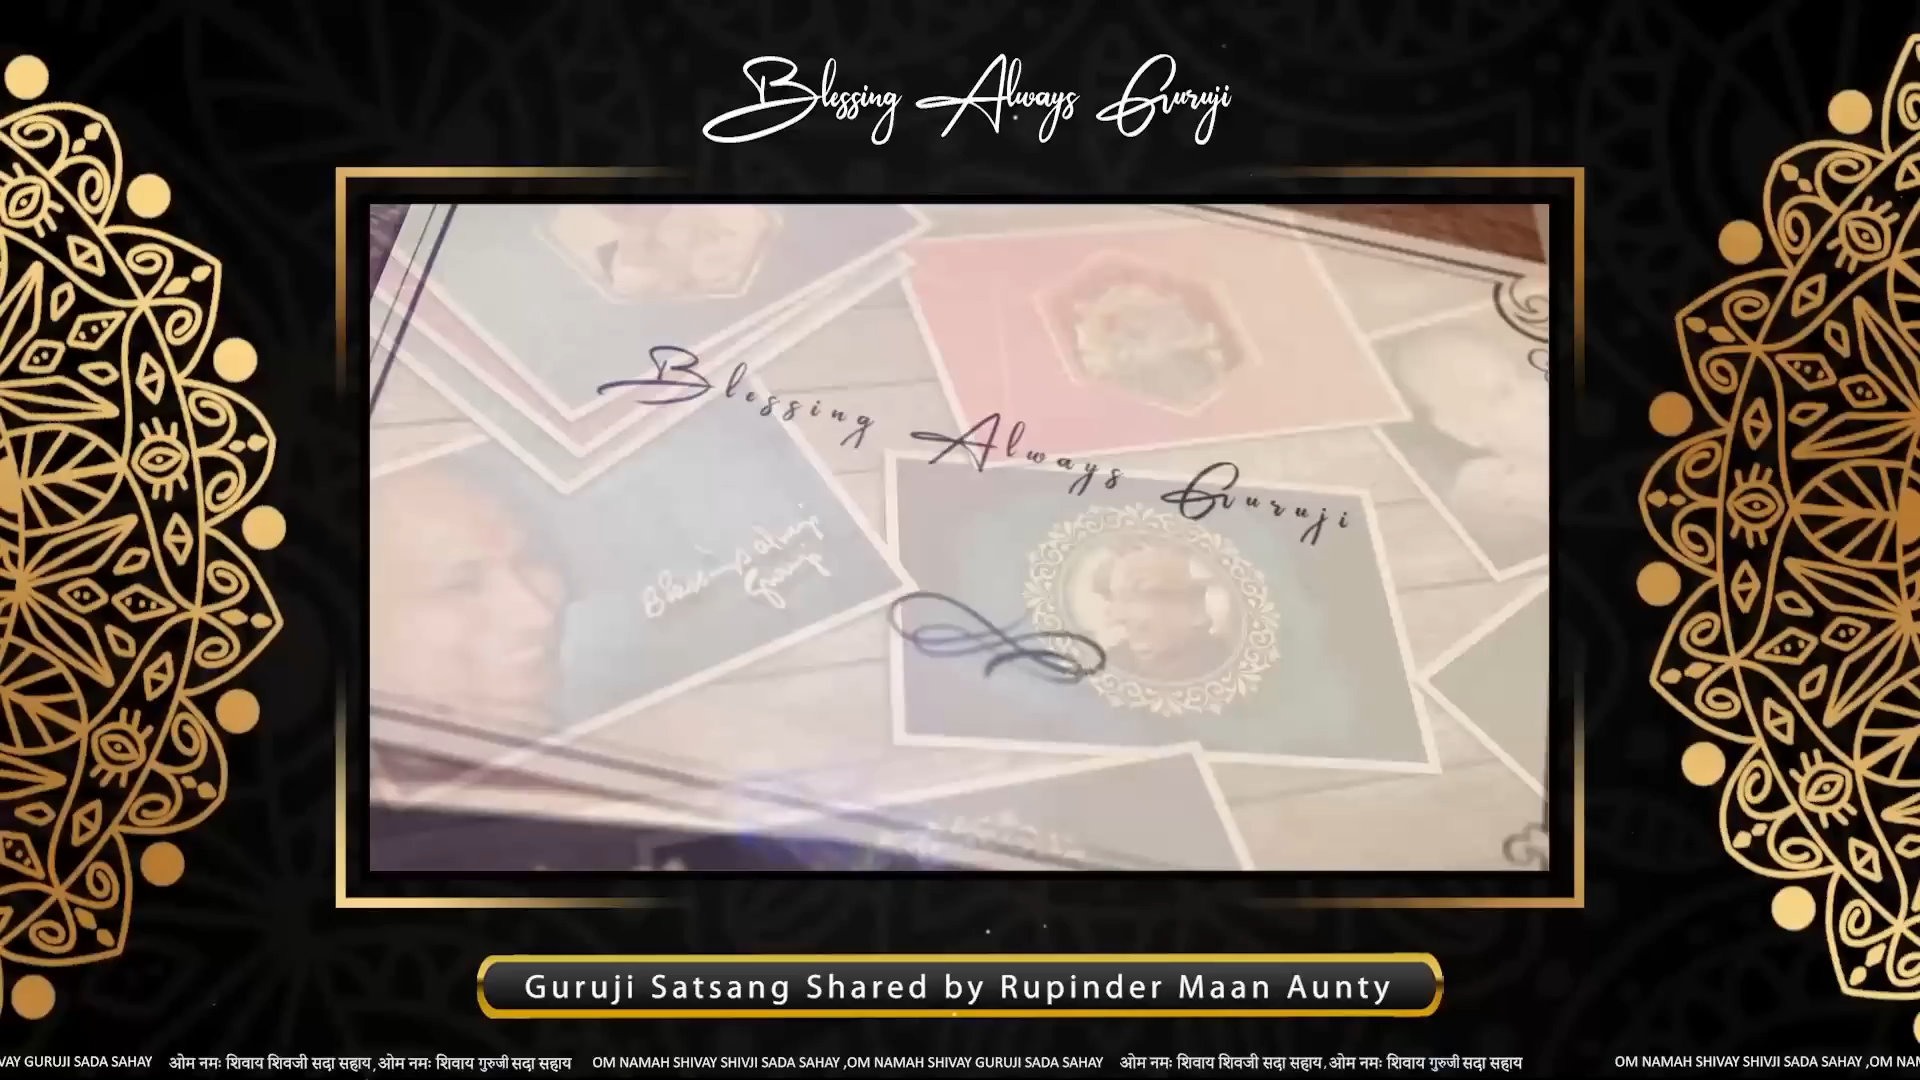 Blessing Always Guruji
Blessing Always Guruji
Blessings always
Guruji
Guruji Satsang Shared by Rupinder Maan Aunty
VAY GURUJI SADA SAHAY ओम नमः शिवाय शिवजी सदा सहाय ,ओम नमः शिवाय गुरुजी सदा सहाय OM NAMAH SHIVAY SHIVJI SADA SAHAY ,OM NAMAH SHIVAY GURUJI SADA SAHAY ओम नमः शिवाय शिवजी सदा सहाय ,ओम नमः शिवाय गुरुजी सदा सहाय OM NAMAH SHIVAY SHIVJI SADA SAHAY ,OM NAM